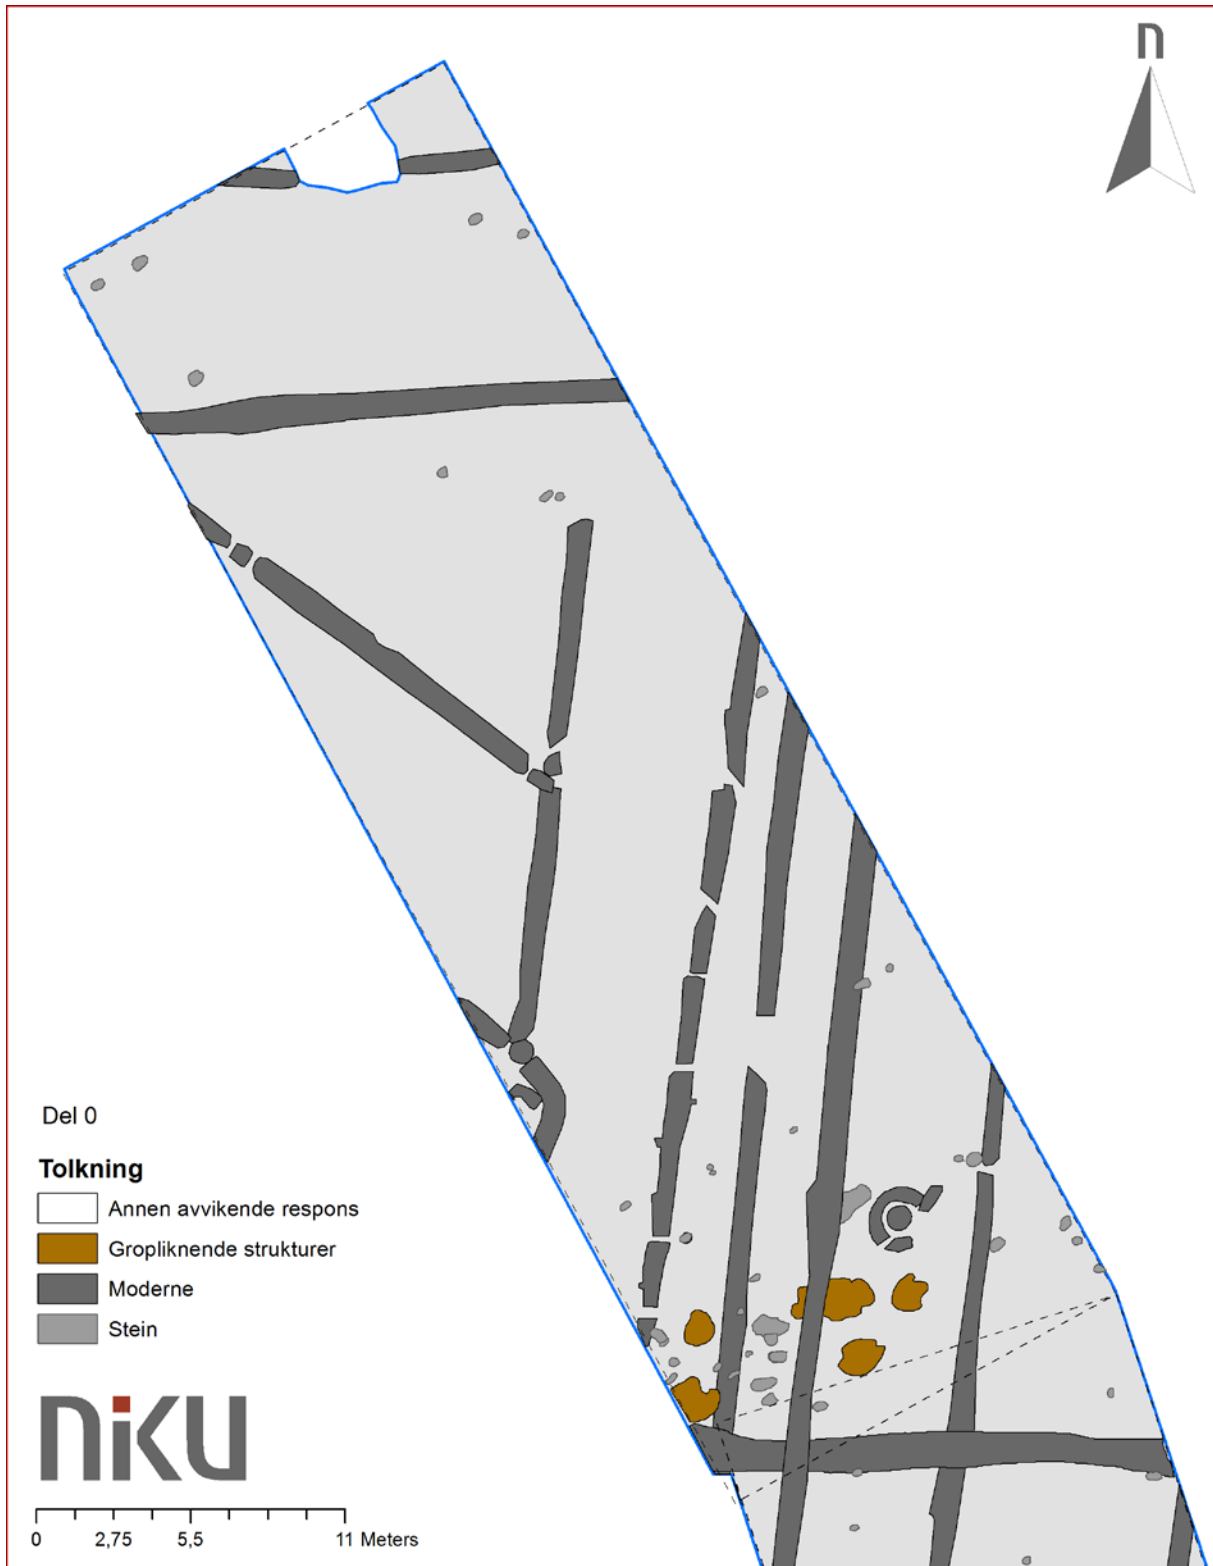 n
Del 0
Tolkning
Annen avvikende respons
Gropliknende strukturer
Moderne
Stein
niku
0 2,75 5,5 11 Meters